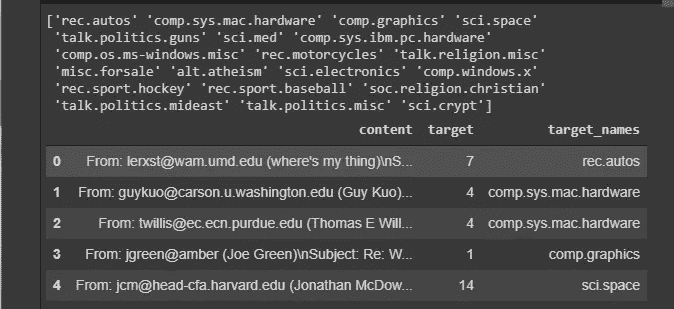 ['rec.autos' 'comp.sys.mac.hardware' 'comp.graphics' 'sci.space'
'talk.politics.guns' 'sci.med' 'comp.sys.ibm.pc.hardware'
'comp.os.ms-windows.misc' 'rec.motorcycles' 'talk.religion.misc'
'misc.forsale' 'alt.atheism' 'sci.electronics' 'comp.windows.x'
'rec.sport.hockey' 'rec.sport.baseball' 'soc.religion.christian'
'talk.politics.mideast' 'talk.politics.misc' 'sci.crypt']
content target target_names
0 From: lerxst@wam.umd.edu (where's my thing)\nS... 7 rec.autos
1 From: guykuo@carson.u.washington.edu (Guy Kuo)... 4 comp.sys.mac.hardware
2 From: twillis@ec.ecn.purdue.edu (Thomas E Will... 4 comp.sys.mac.hardware
3 From: jgreen@amber (Joe Green)\nSubject: Re: W... 1 comp.graphics
4 From: jcm@head-cfa.harvard.edu (Jonathan McDow... 14 sci.space